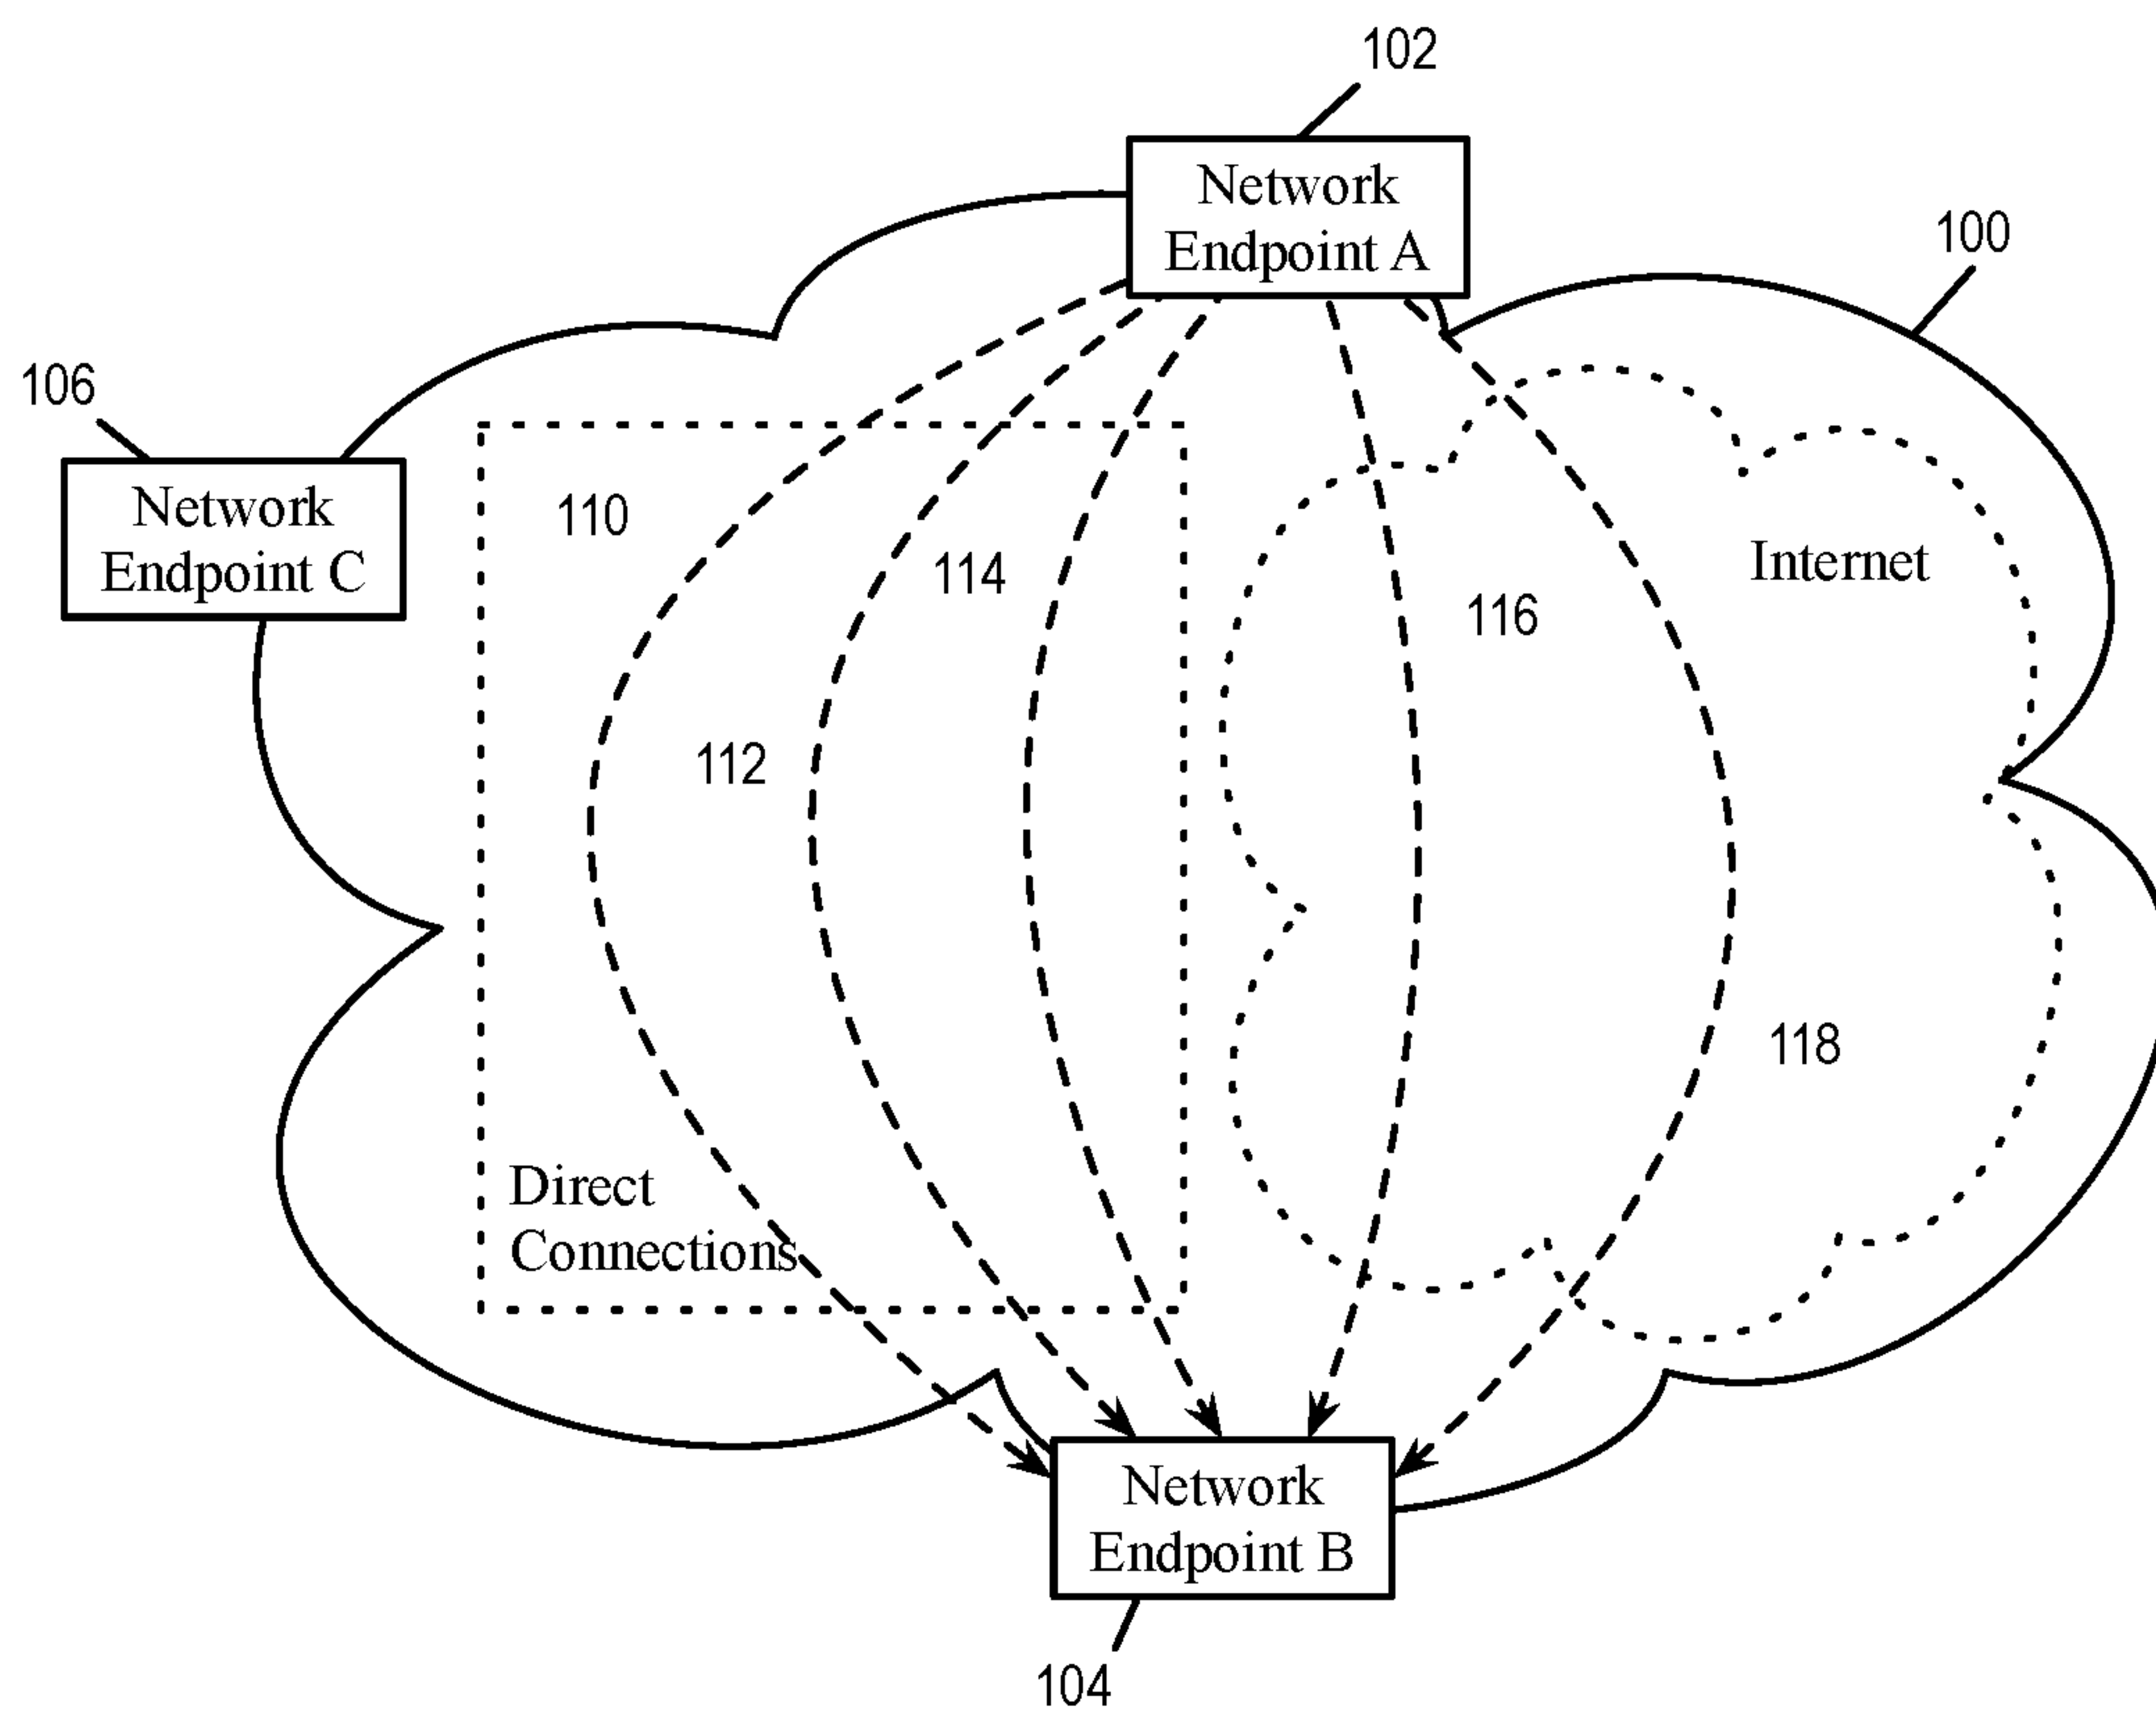 102
Network
Endpoint A
100
106
Network
Endpoint C
110
114
Internet
116
112
118
Direct
Connections
Network
Endpoint B
104